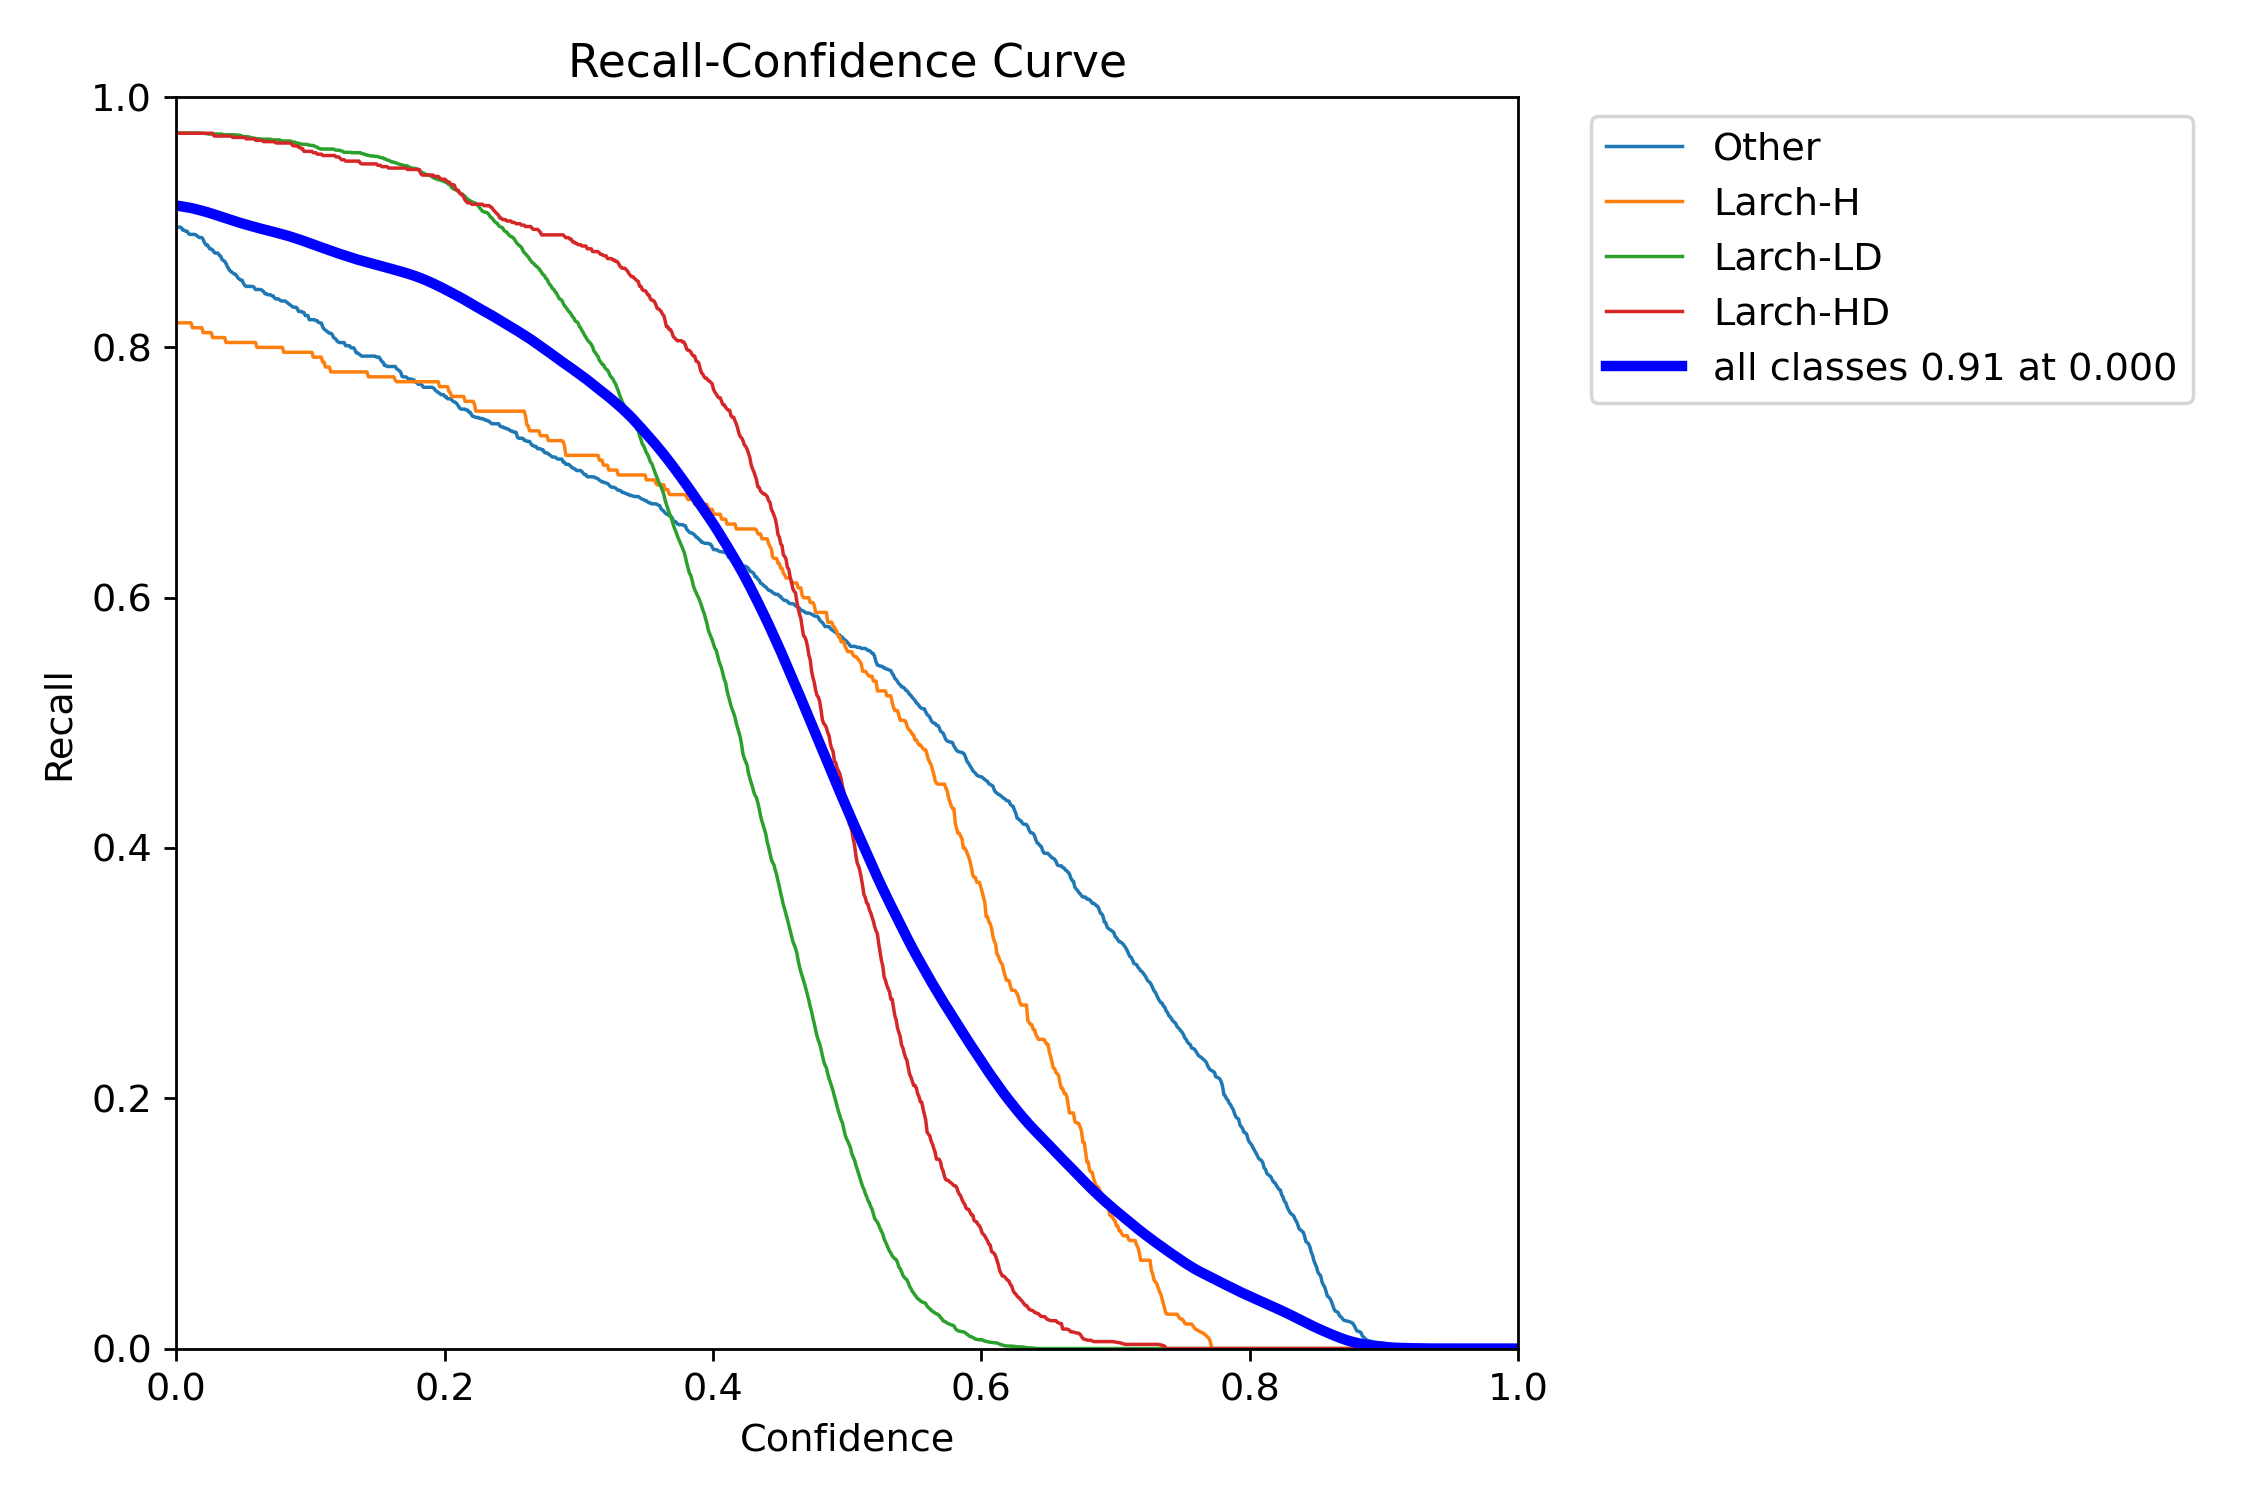 Recall-Confidence Curve
1.0
0.8
0.6
0.4
0.2
0.0
Recall
0.0 0.2 0.4 0.6 0.8 1.0
Confidence
Other
Larch-H
Larch-LD
Larch-HD
all classes 0.91 at 0.000